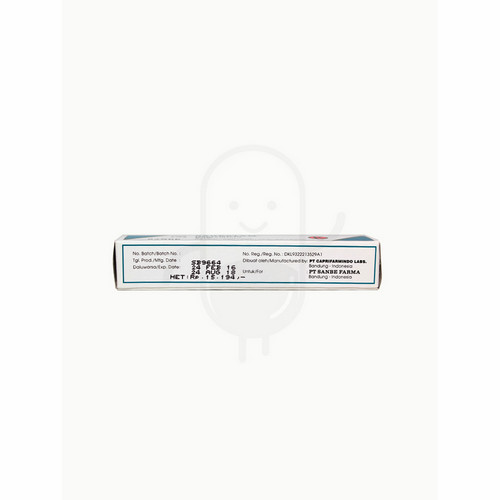 No. Batch/Batch No. :
SB9664
Tgl. Prod./Mfg. Date :
24 FEB 16
Daluwarsa/Exp. Date:
24 AUG 18
HET:Rp.15.194,-
No. Reg./Reg. No. : DKL9322213529A1
Dibuat oleh/Manufactured by: PT CAPRIFARMINDO LABS.
Bandung - Indonesia
Untuk/For : PT SANBE FARMA
Bandung - Indonesia